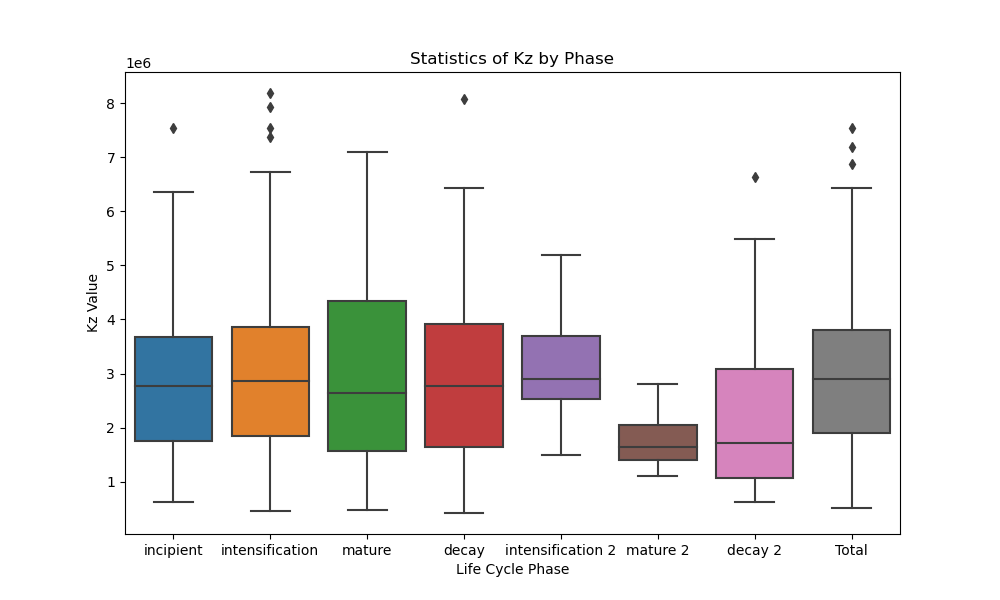 Statistics of Kz by Phase
1e6
8
7
6
5
4
3
2
1
Kz Value
incipient intensification mature decay intensification 2 mature 2 decay 2 Total
Life Cycle Phase